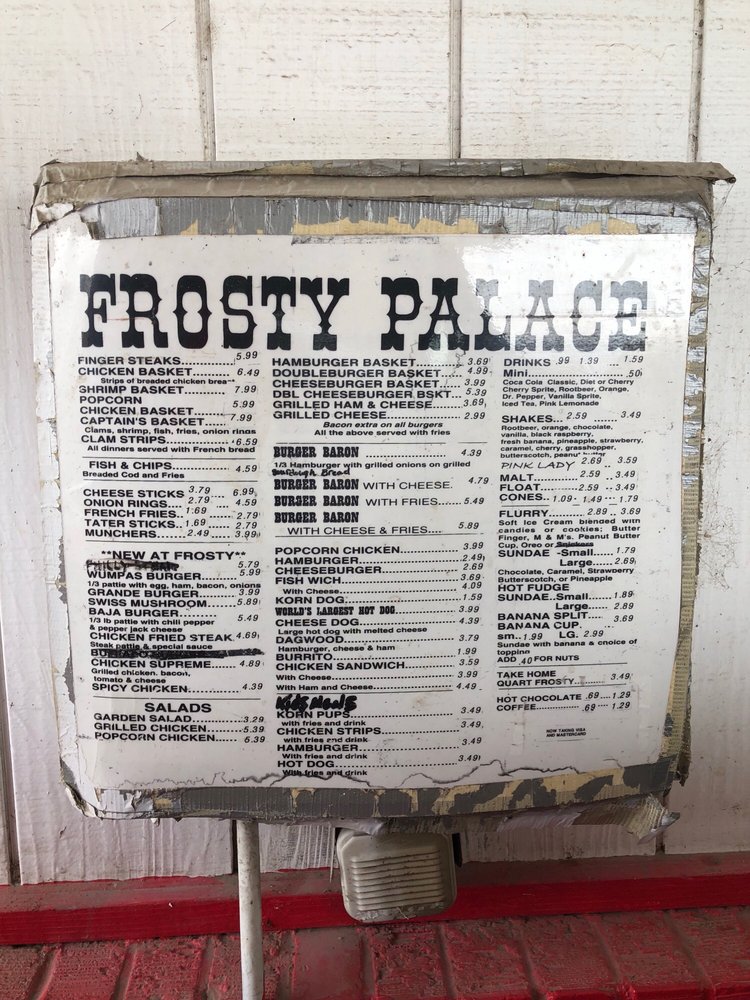 FROSTY PALACE
FINGER STEAKS 5.99
CHICKEN BASKET 6.49
Strips of breaded chicken brea
SHRIMP BASKET 7.99
POPCORN
CHICKEN BASKET 5.99
CAPTAIN'S BASKET 7.99
Clams, shrimp, fish, fries, onion rings
CLAM STRIPS 6.59
All dinners served with French bread
FISH & CHIPS 4.59
Breaded Cod and Fries
CHEESE STICKS 3.79 6.99
ONION RINGS 2.79 4.59
FRENCH FRIES 1.69 2.79
TATER STICKS 1.69 2.79
MUNCHERS 2.49 3.99
**NEW AT FROSTY**
5.79
WUMPAS BURGER 5.99
1/3 pattie with egg, ham, bacon, onions
GRANDE BURGER 3.99
SWISS MUSHROOM 5.89
BAJA BURGER 5.49
1/3 lb pattie with chili pepper
& pepper jack cheese
CHICKEN FRIED STEAK 4.69
Steak pattie & special sauce
CHICKEN SUPREME 4.89
Grilled chicken, bacon,
tomato & cheese
SPICY CHICKEN 4.39
SALADS
GARDEN SALAD 3.29
GRILLED CHICKEN 5.39
POPCORN CHICKEN 5.39
HAMBURGER BASKET 3.69
DOUBLEBURGER BASKET 4.99
CHEESEBURGER BASKET 3.99
DBL CHEESEBURGER BSKT 5.39
GRILLED HAM & CHEESE 3.69
GRILLED CHEESE 2.99
Bacon extra on all burgers
All the above served with fries
BURGER BARON 4.39
1/3 Hamburger with grilled onions on grilled
Bread
BURGER BARON WITH CHEESE 4.79
BURGER BARON WITH FRIES 5.49
BURGER BARON
WITH CHEESE & FRIES 5.89
POPCORN CHICKEN 3.99
HAMBURGER 2.49
CHEESEBURGER 2.69
FISH WICH 3.69
With Cheese 4.09
KORN DOG 1.59
WORLD'S LARGEST HOT DOG 3.99
CHEESE DOG 4.39
Large hot dog with melted cheese
DAGWOOD 3.79
Hamburger, cheese & ham
BURRITO 1.99
CHICKEN SANDWICH 3.59
With Cheese 3.99
With Ham and Cheese 4.49
Kids Meals
KORN PUPS 3.49
with fries and drink
CHICKEN STRIPS 3.49
with fries and drink
HAMBURGER 3.49
With fries and drink
HOT DOG 3.49
With fries and drink
DRINKS .99 1.39 1.59
Mini .50
Coca Cola Classic, Diet or Cherry
Cherry Sprite, Rootbeer, Orange,
Dr. Pepper, Vanilla Sprite,
Iced Tea, Pink Lemonade
SHAKES 2.59 3.49
Rootbeer, orange, chocolate,
vanilla, black raspberry,
fresh banana, pineapple, strawberry,
caramel, cherry, grasshopper,
butterscotch, peanut butter
PINK LADY 2.69 3.59
MALT 2.59 3.49
FLOAT 2.59 3.49
CONES 1.09 1.49 1.79
FLURRY 2.89 3.69
Soft Ice Cream blended with
candies or cookies: Butter
Finger, M & M's. Peanut Butter
Cup, Oreo or Snickers
SUNDAE -Small 1.79
Large 2.69
Chocolate, Caramel, Strawberry
Butterscotch, or Pineapple
HOT FUDGE
SUNDAE..Small 1.89
Large 2.89
BANANA SPLIT 3.69
BANANA CUP
sm. 1.99 LG. 2.99
Sundae with banana & choice of
topping
ADD .40 FOR NUTS
TAKE HOME
QUART FROSTY 3.49
HOT CHOCOLATE .69 1.29
COFFEE .69 1.29
NOW TAKING VISA
AND MASTERCARD